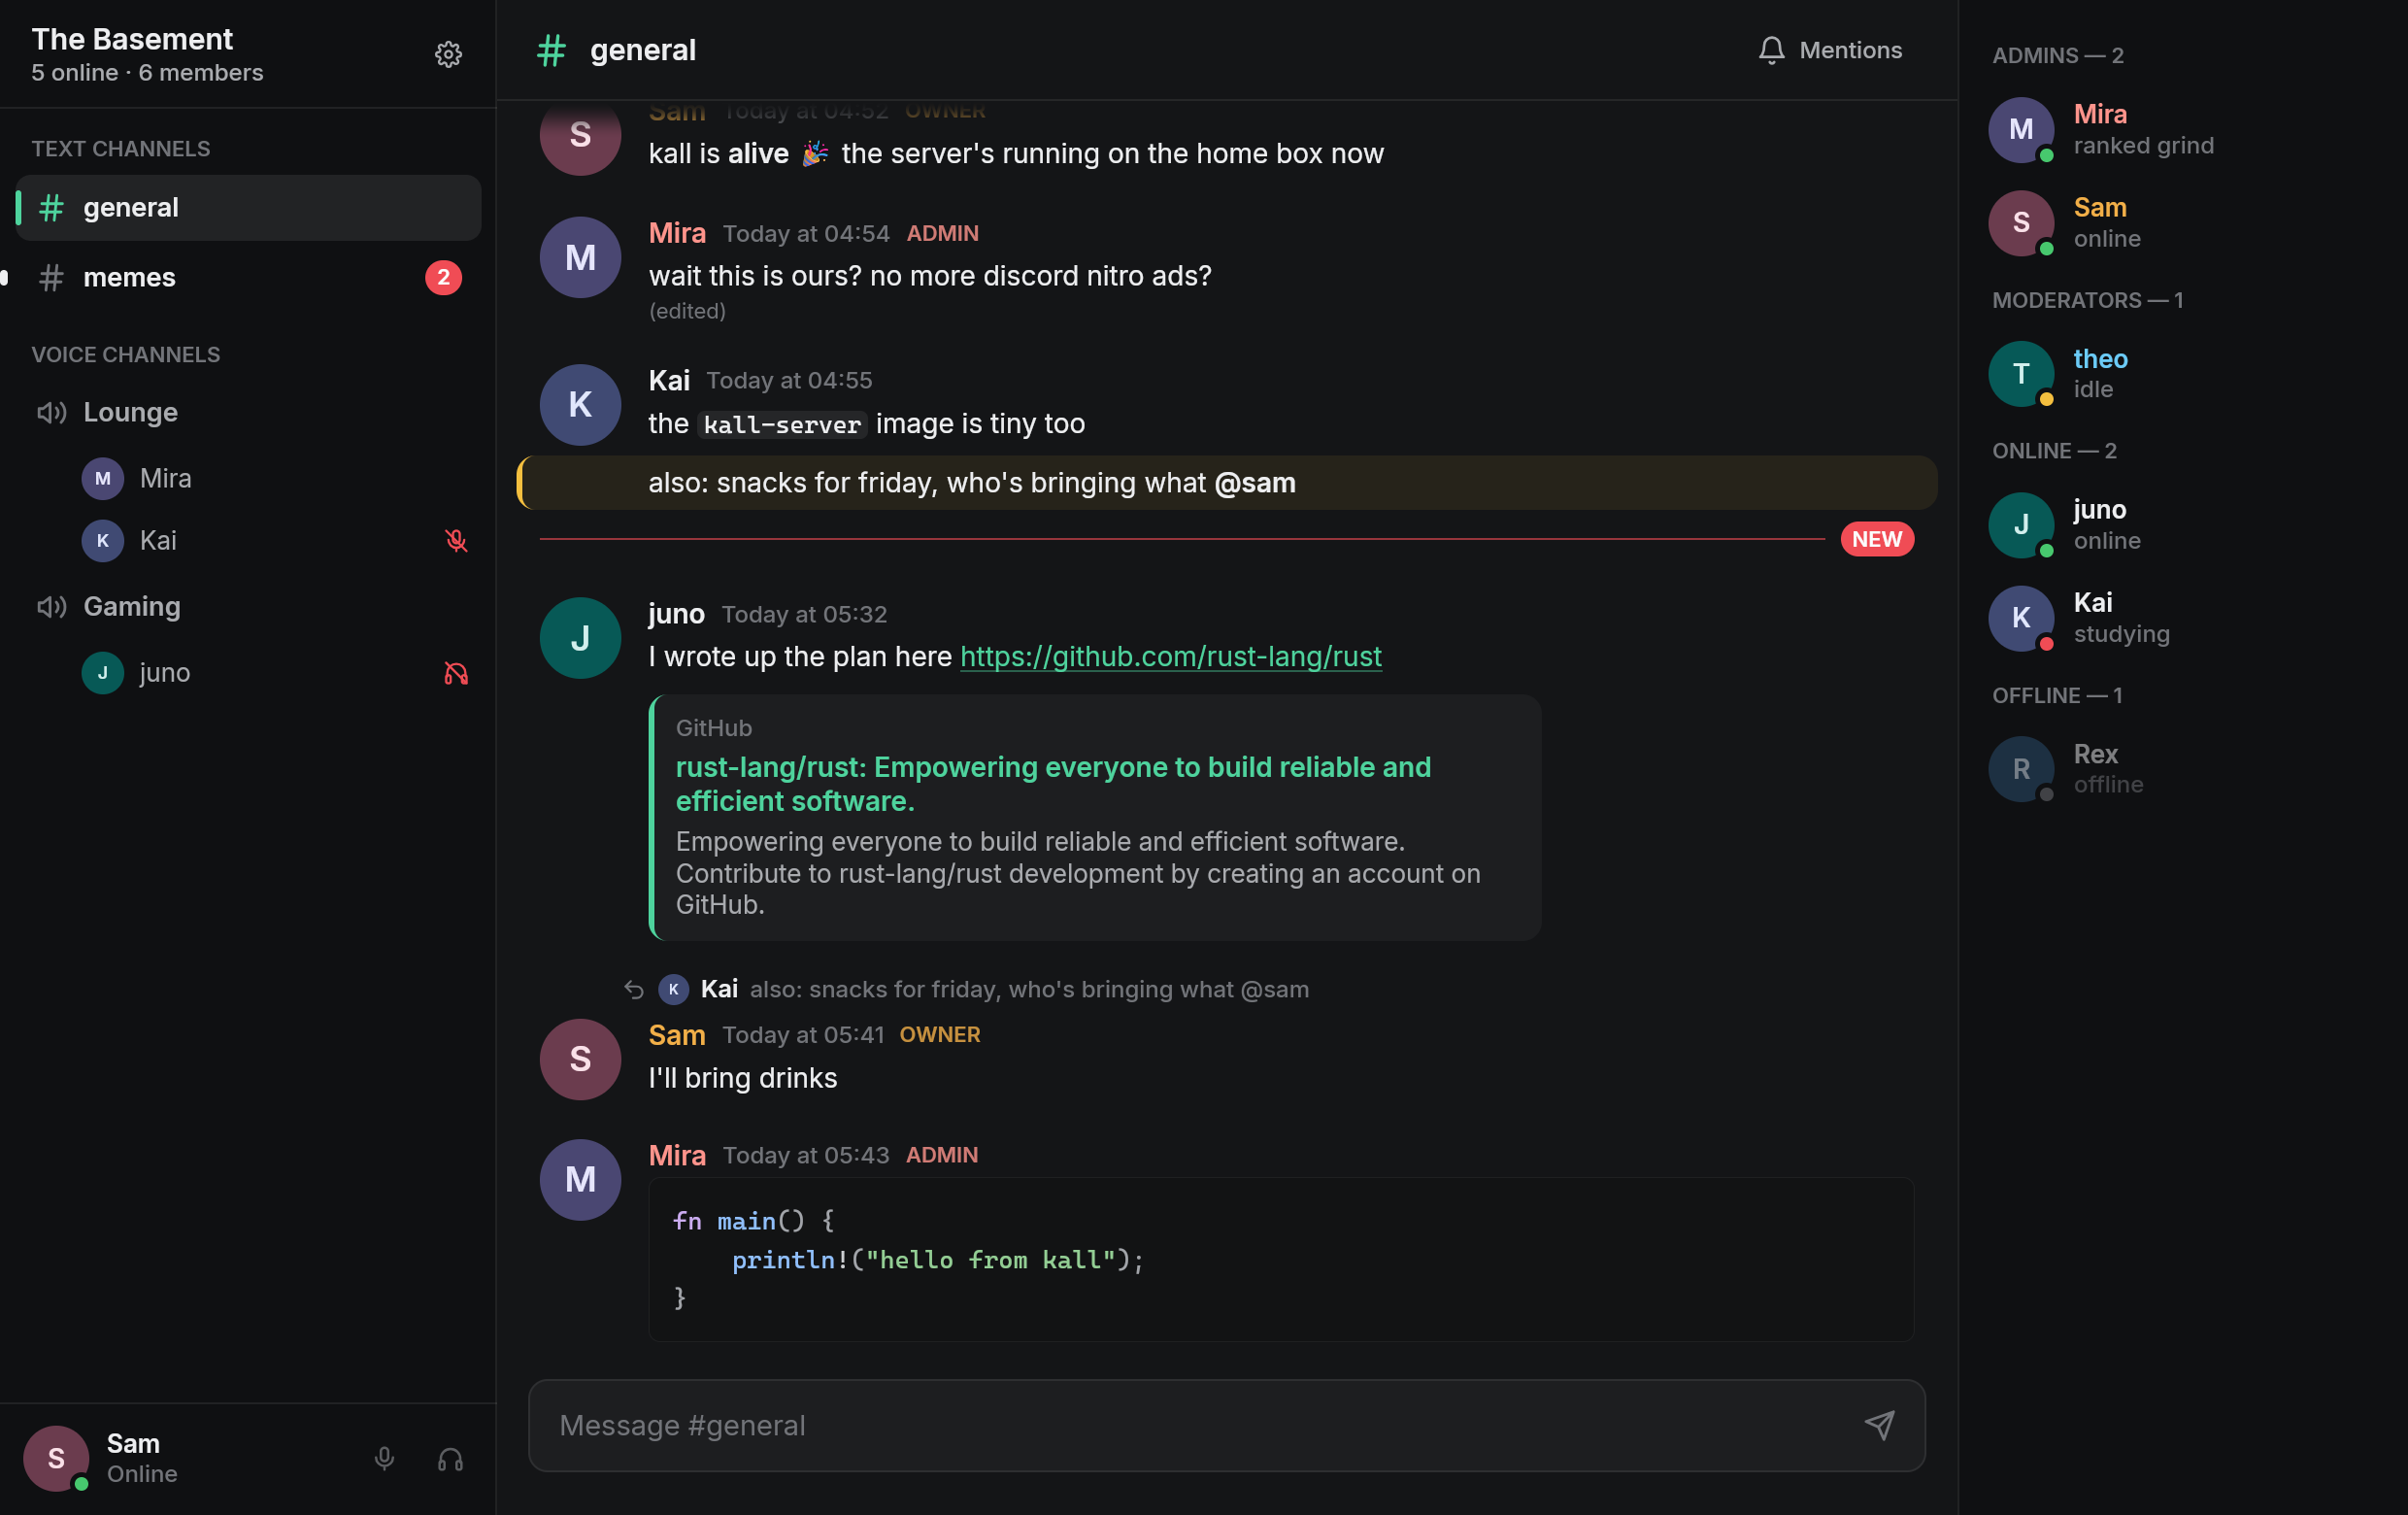 The Basement
5 online · 6 members
TEXT CHANNELS
general
memes
2
VOICE CHANNELS
Lounge
M Mira
K Kai
Gaming
J juno
S
Sam
Online
general
Mentions
S
Sam Today at 04:52 OWNER
kall is alive 🎉 the server's running on the home box now
M
Mira Today at 04:54 ADMIN
wait this is ours? no more discord nitro ads?
(edited)
K
Kai Today at 04:55
the kall-server image is tiny too
also: snacks for friday, who's bringing what @sam
NEW
J
juno Today at 05:32
I wrote up the plan here https://github.com/rust-lang/rust
GitHub
rust-lang/rust: Empowering everyone to build reliable and
efficient software.
Empowering everyone to build reliable and efficient software.
Contribute to rust-lang/rust development by creating an account on
GitHub.
K Kai also: snacks for friday, who's bringing what @sam
S
Sam Today at 05:41 OWNER
I'll bring drinks
M
Mira Today at 05:43 ADMIN
fn main() {
    println!("hello from kall");
}
Message #general
ADMINS — 2
M
Mira
ranked grind
S
Sam
online
MODERATORS — 1
T
theo
idle
ONLINE — 2
J
juno
online
K
Kai
studying
OFFLINE — 1
R
Rex
offline